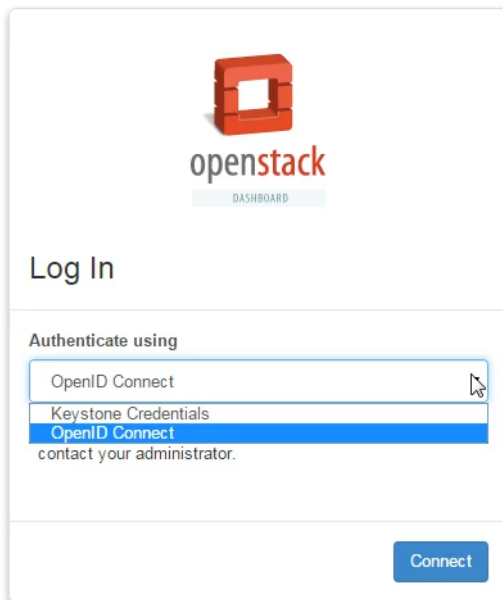 openstack
DASHBOARD
Log In
Authenticate using
OpenID Connect
Keystone Credentials
OpenID Connect
contact your administrator.
Connect